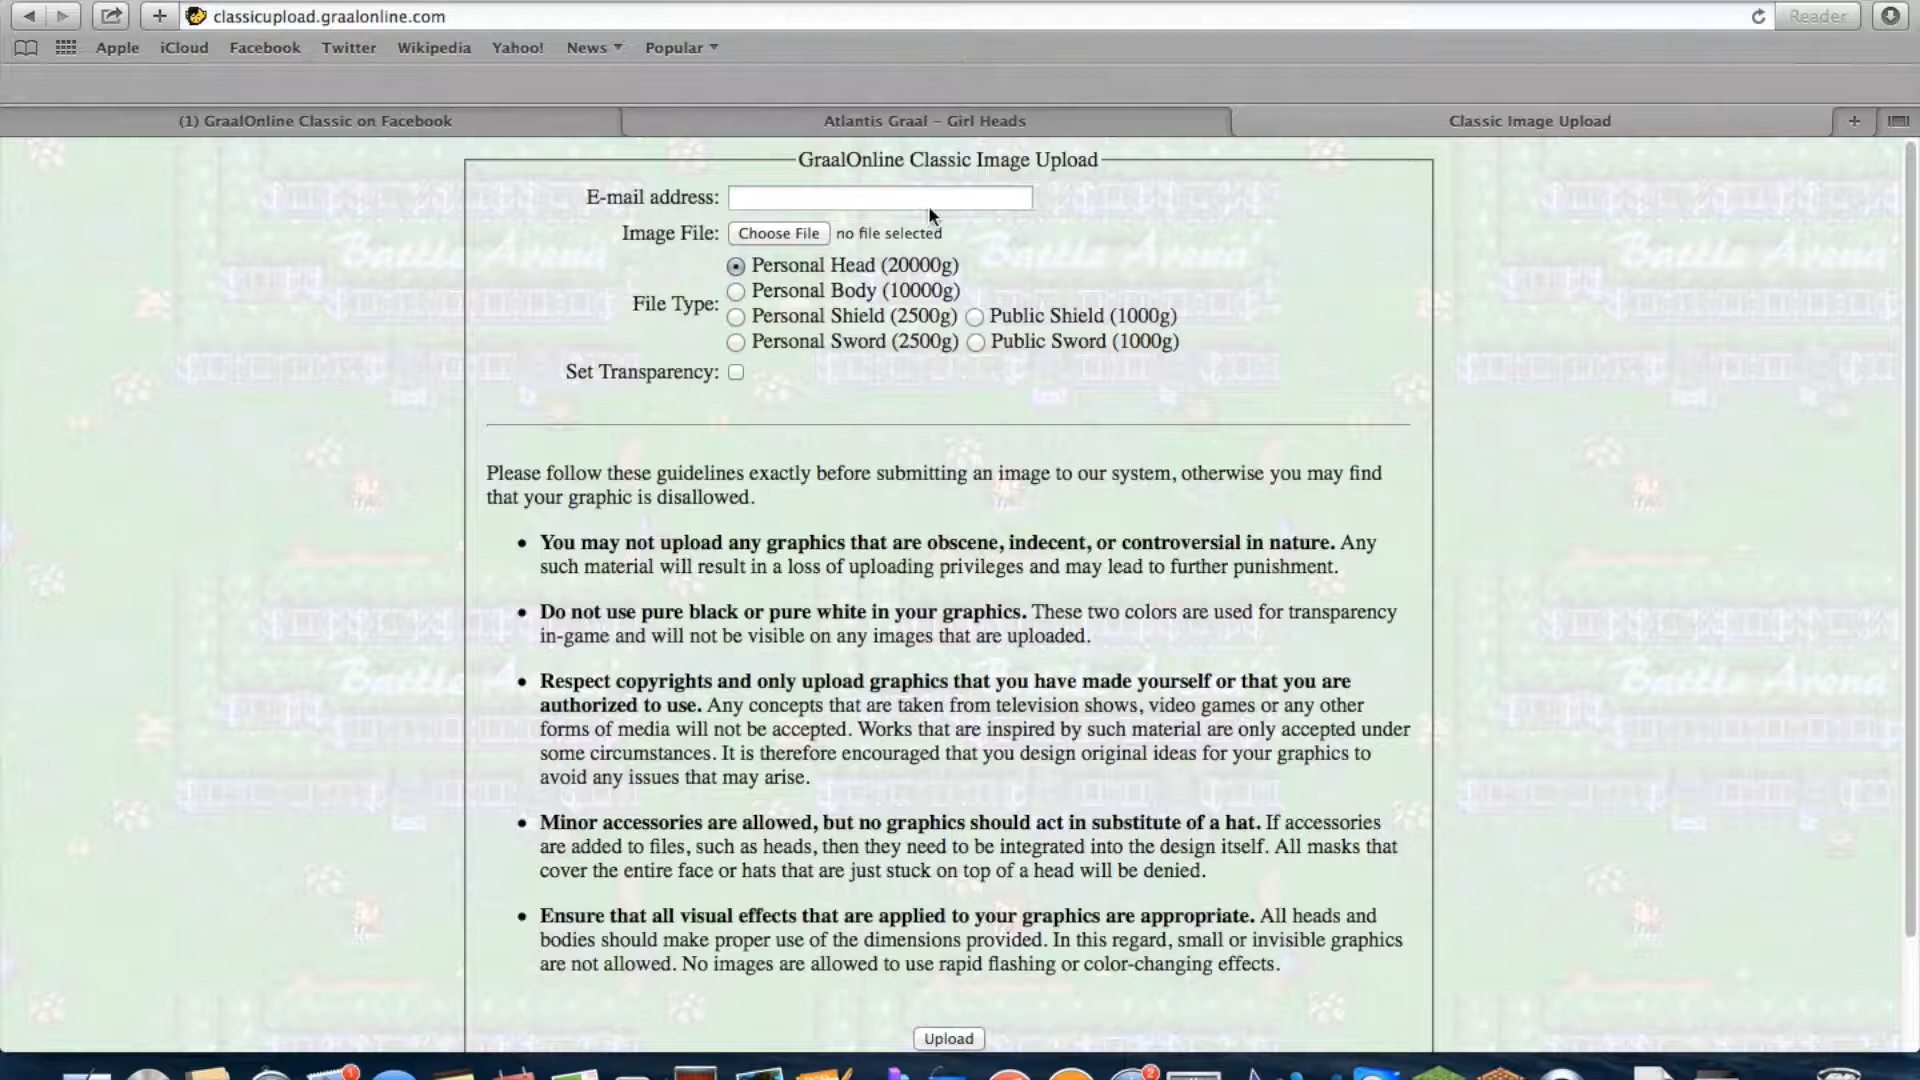 classicupload.graalonline.com
Reader
Apple iCloud Facebook Twitter Wikipedia Yahoo! News Popular
(1) GraalOnline Classic on Facebook
Atlantis Graal – Girl Heads
Classic Image Upload
GraalOnline Classic Image Upload
E-mail address:
Image File: Choose File no file selected
File Type:
Personal Head (20000g)
Personal Body (10000g)
Personal Shield (2500g) Public Shield (1000g)
Personal Sword (2500g) Public Sword (1000g)
Set Transparency:
Please follow these guidelines exactly before submitting an image to our system, otherwise you may find
that your graphic is disallowed.
• You may not upload any graphics that are obscene, indecent, or controversial in nature. Any
such material will result in a loss of uploading privileges and may lead to further punishment.
• Do not use pure black or pure white in your graphics. These two colors are used for transparency
in-game and will not be visible on any images that are uploaded.
• Respect copyrights and only upload graphics that you have made yourself or that you are
authorized to use. Any concepts that are taken from television shows, video games or any other
forms of media will not be accepted. Works that are inspired by such material are only accepted under
some circumstances. It is therefore encouraged that you design original ideas for your graphics to
avoid any issues that may arise.
• Minor accessories are allowed, but no graphics should act in substitute of a hat. If accessories
are added to files, such as heads, then they need to be integrated into the design itself. All masks that
cover the entire face or hats that are just stuck on top of a head will be denied.
• Ensure that all visual effects that are applied to your graphics are appropriate. All heads and
bodies should make proper use of the dimensions provided. In this regard, small or invisible graphics
are not allowed. No images are allowed to use rapid flashing or color-changing effects.
Upload
Battle Arena
Battle Arena
Battle Arena
Battle Arena
Battle Arena
1
2